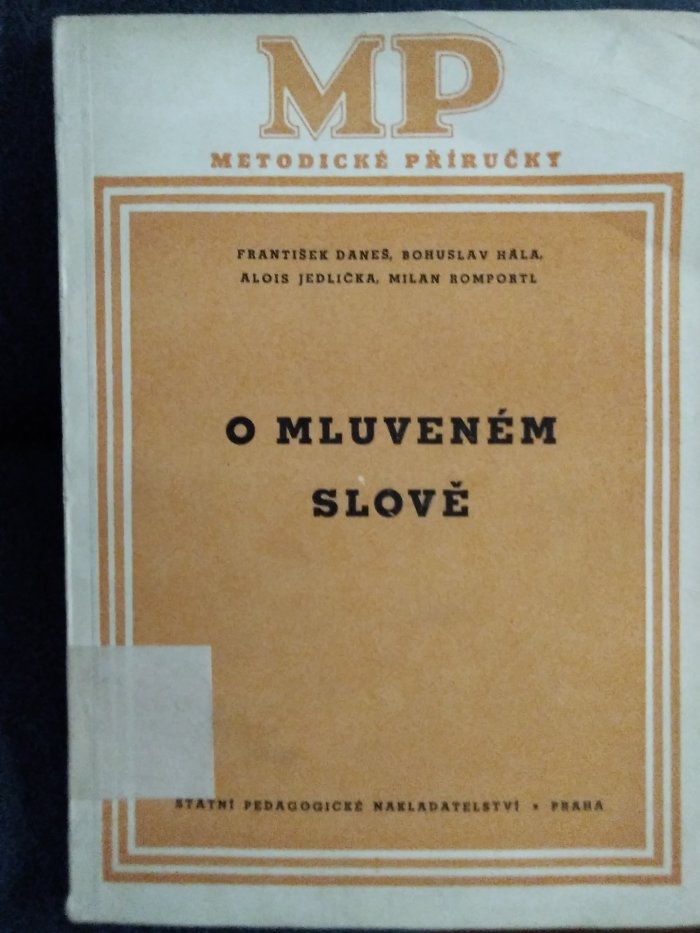 MP
METODICKÉ PŘÍRUČKY
FRANTIŠEK DANEŠ, BOHUSLAV HÁLA,
ALOIS JEDLIČKA, MILAN ROMPORTL
O MLUVENÉM
SLOVĚ
STÁTNÍ PEDAGOGICKÉ NAKLADATELSTVÍ • PRAHA